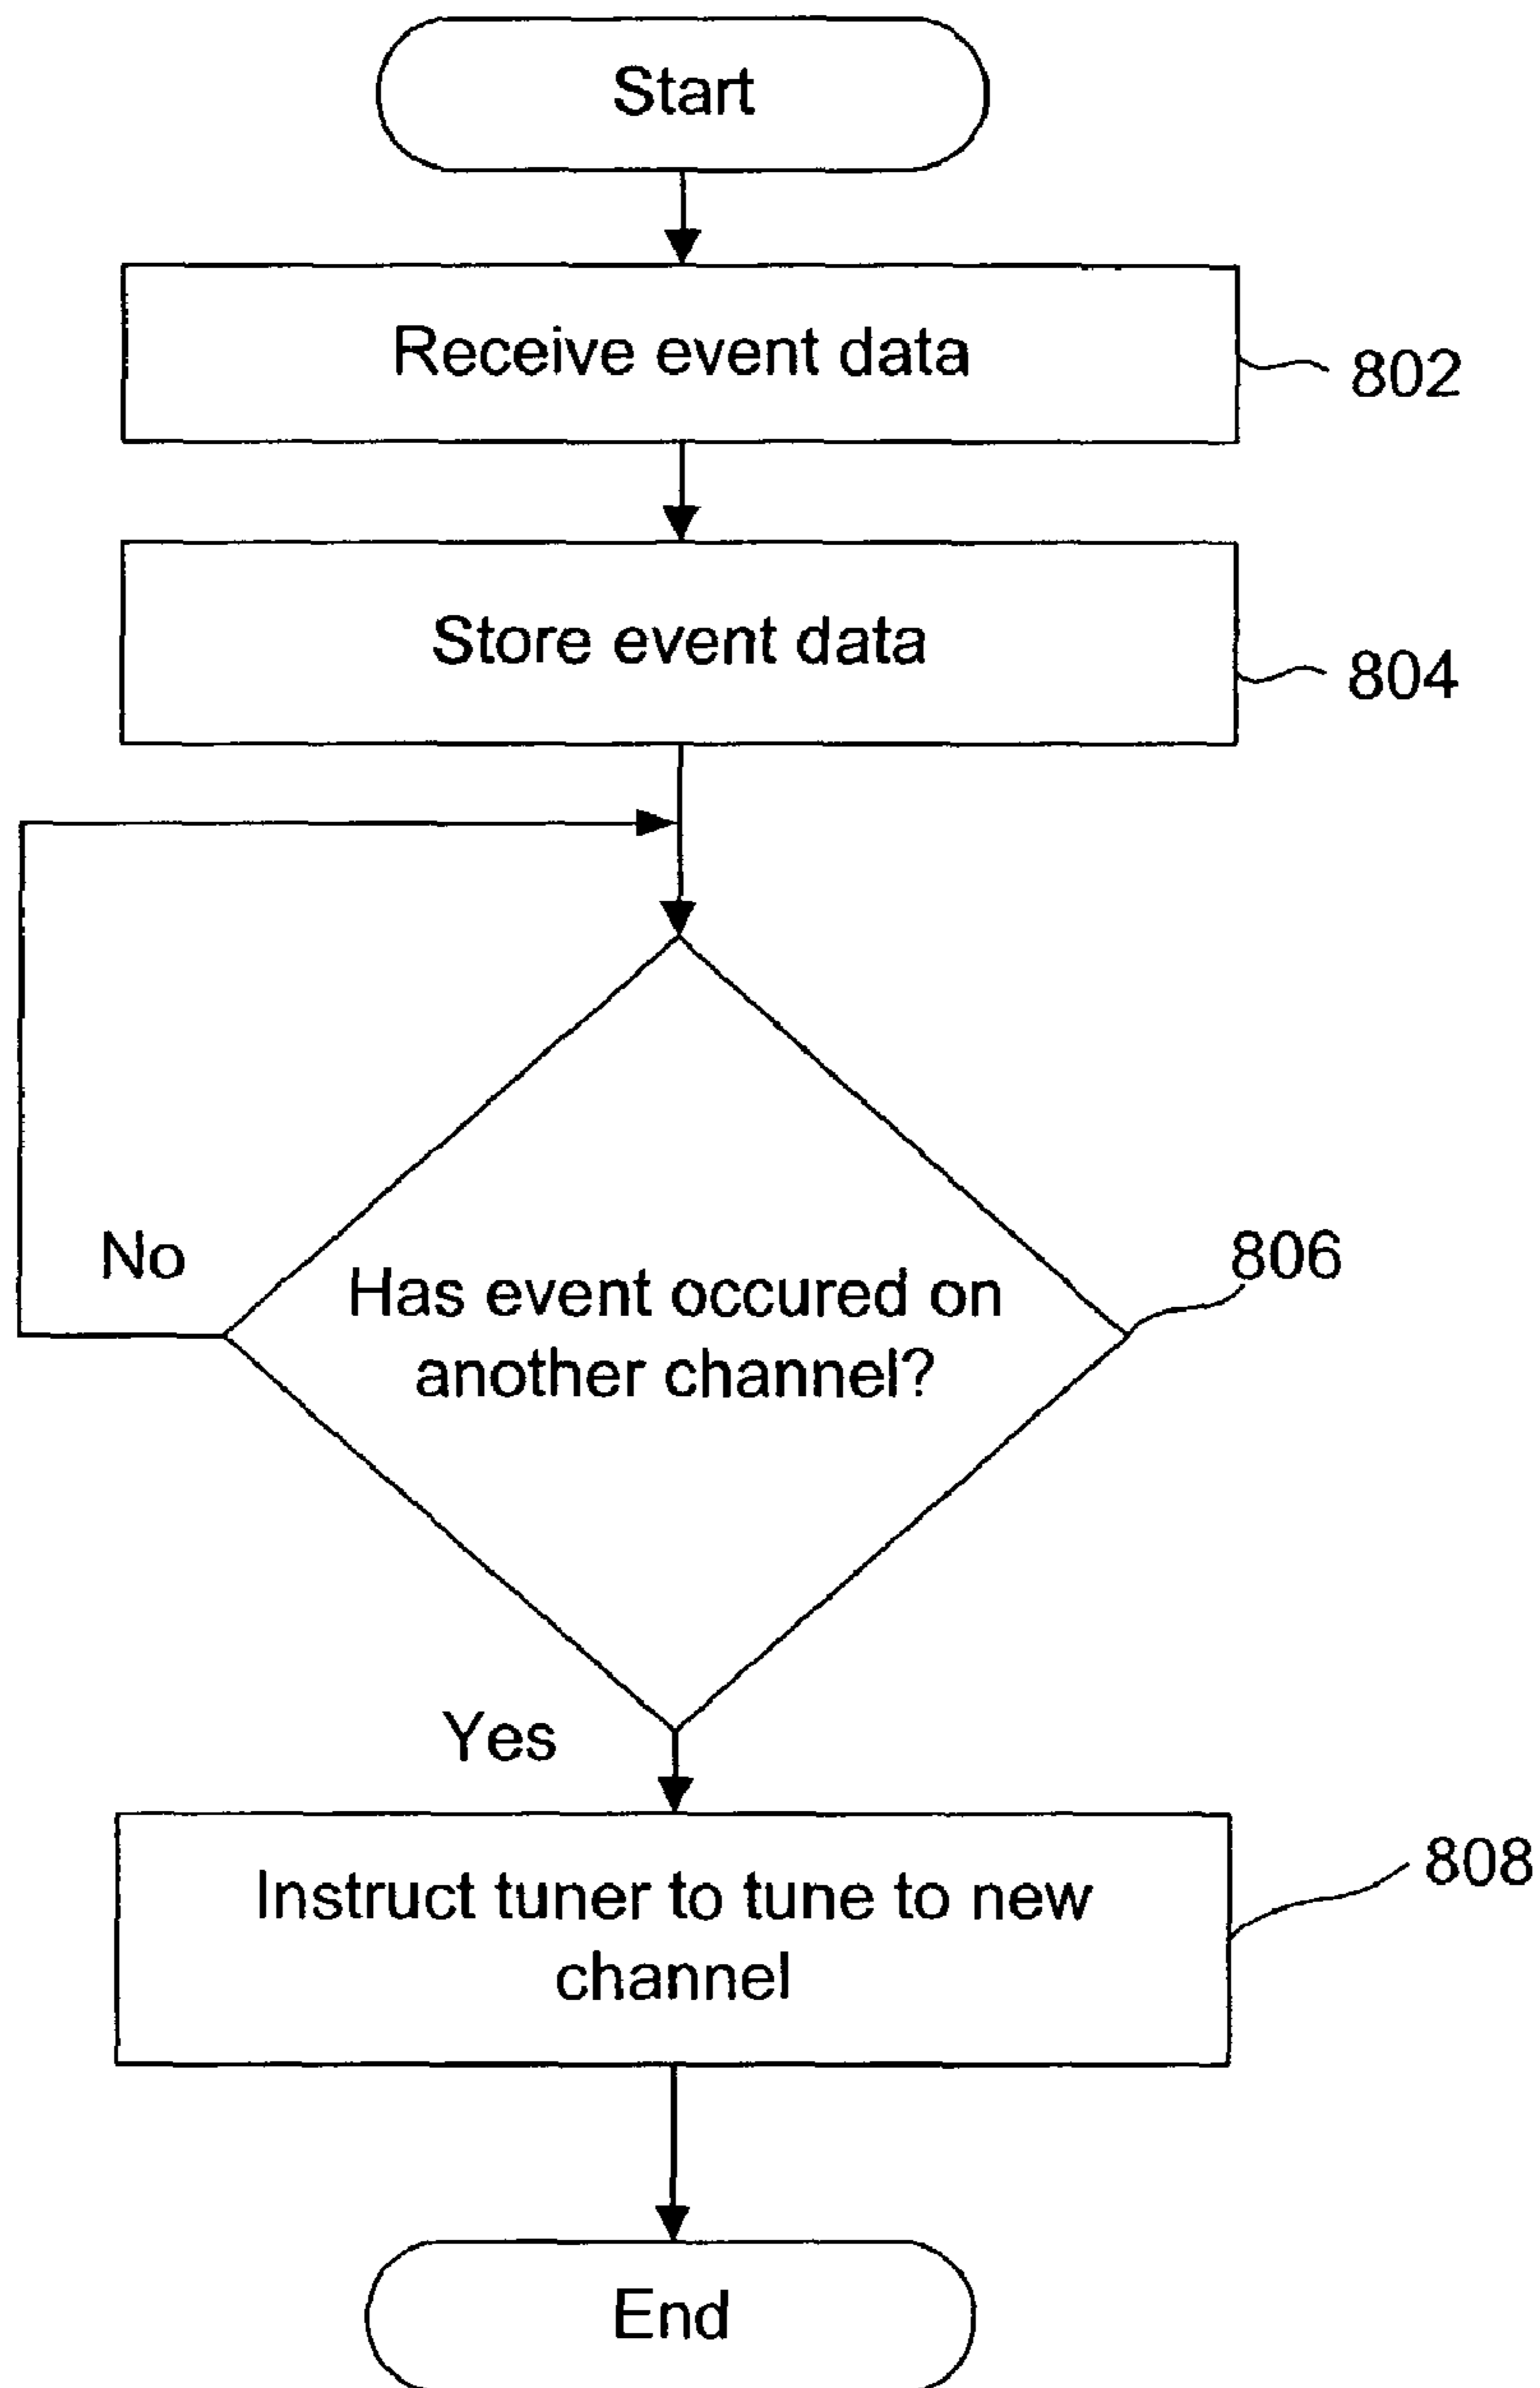 Start
Receive event data
802
Store event data
804
No
Has event occured on
another channel?
806
Yes
Instruct tuner to tune to new
channel
808
End